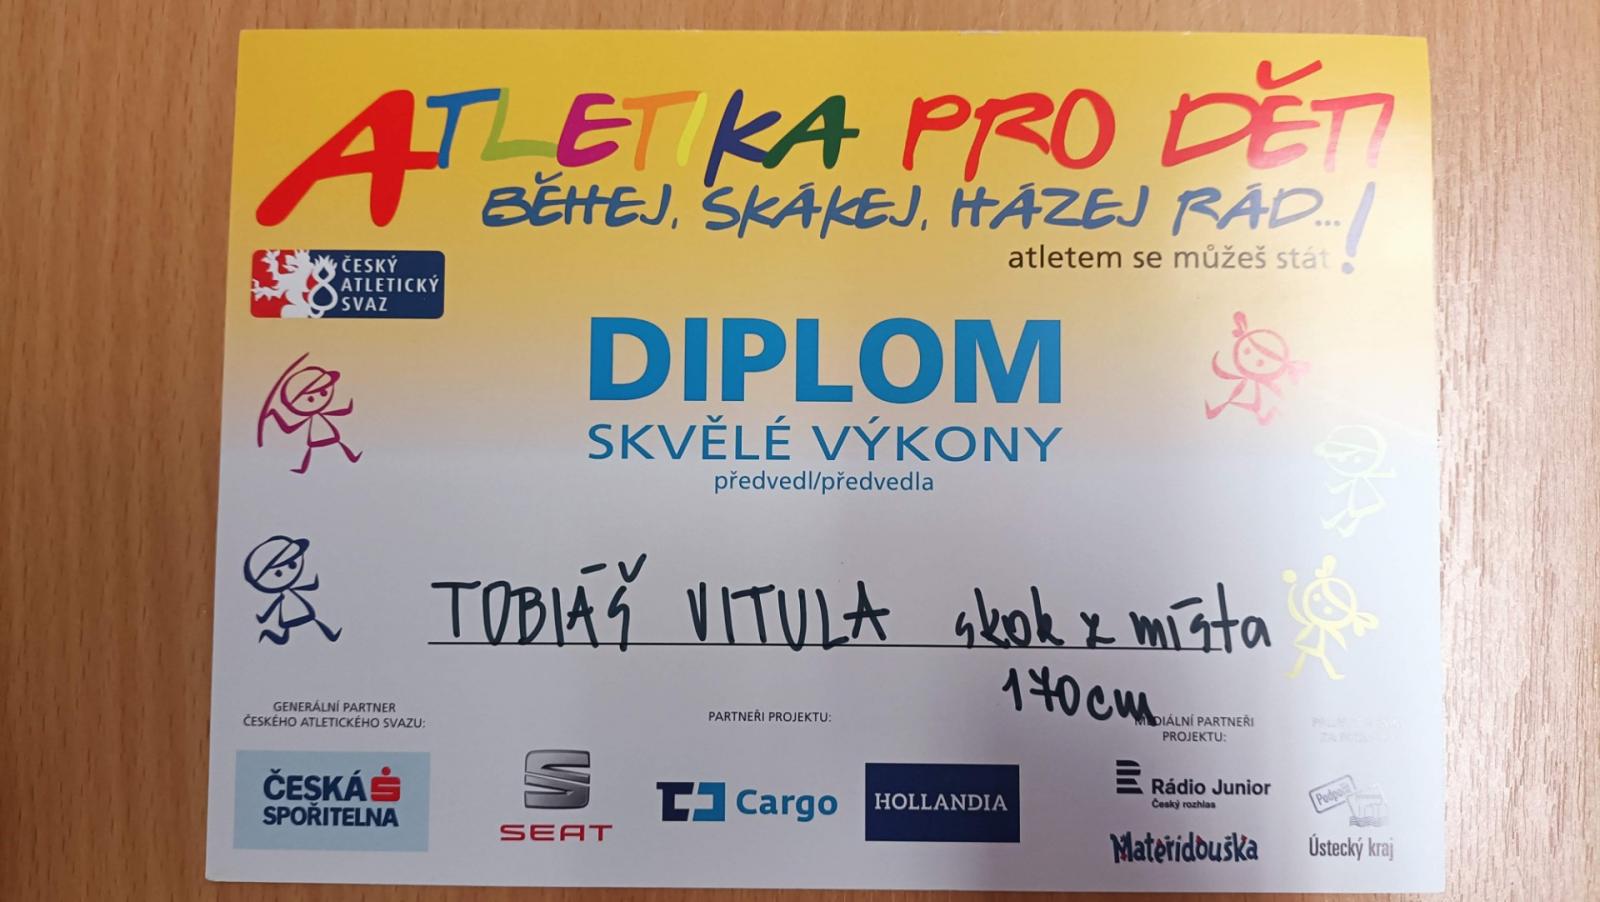 ATLETIKA PRO DĚTI
BĚHEJ, SKÁKEJ, HÁZEJ RÁD...!
atletem se můžeš stát
ČESKÝ
ATLETICKÝ
SVAZ
DIPLOM
SKVĚLÉ VÝKONY
předvedl/předvedla
TOBIÁŠ VITULA skok z místa
170cm
GENERÁLNÍ PARTNER
ČESKÉHO ATLETICKÉHO SVAZU:
ČESKÁ
SPOŘITELNA
PARTNEŘI PROJEKTU:
SEAT
Cargo
HOLLANDIA
MEDIÁLNÍ PARTNEŘI
PROJEKTU:
Rádio Junior
Český rozhlas
Mateřídouška
Ústecký kraj